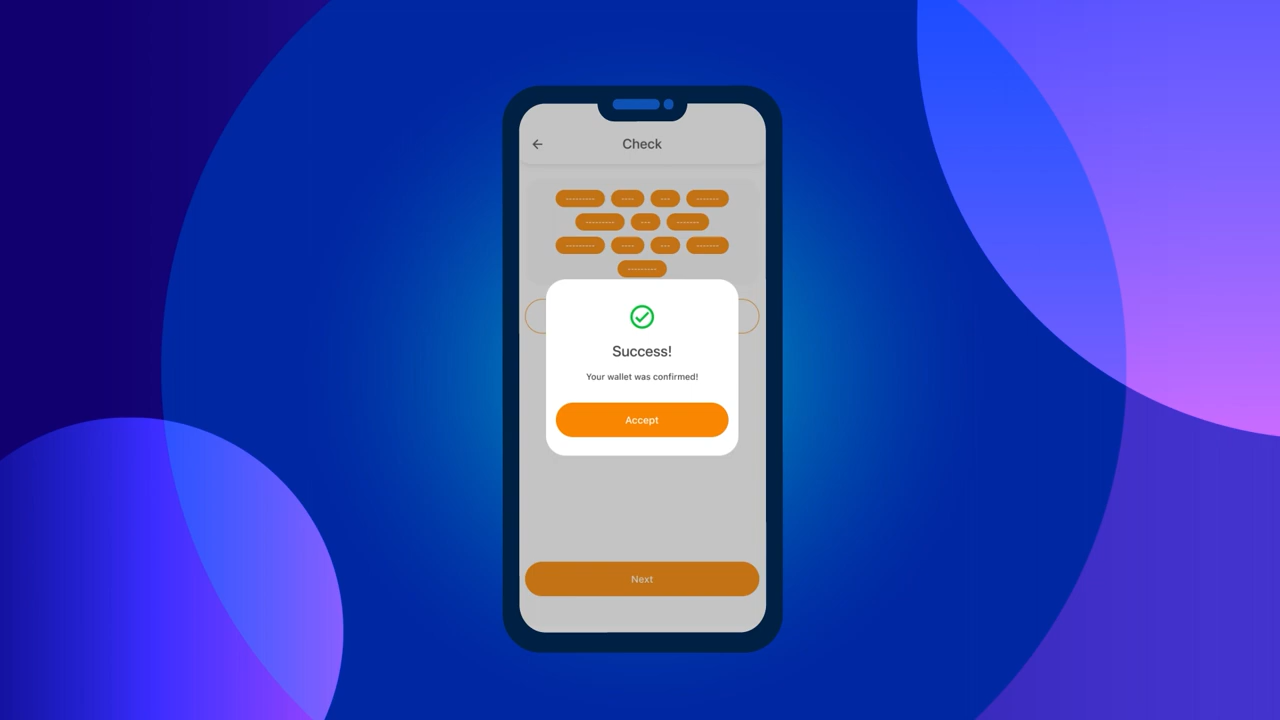 Check
--------- ---- --- -------
--------- --- -------
--------- ---- --- -------
---------
Success!
Your wallet was confirmed!
Accept
Next